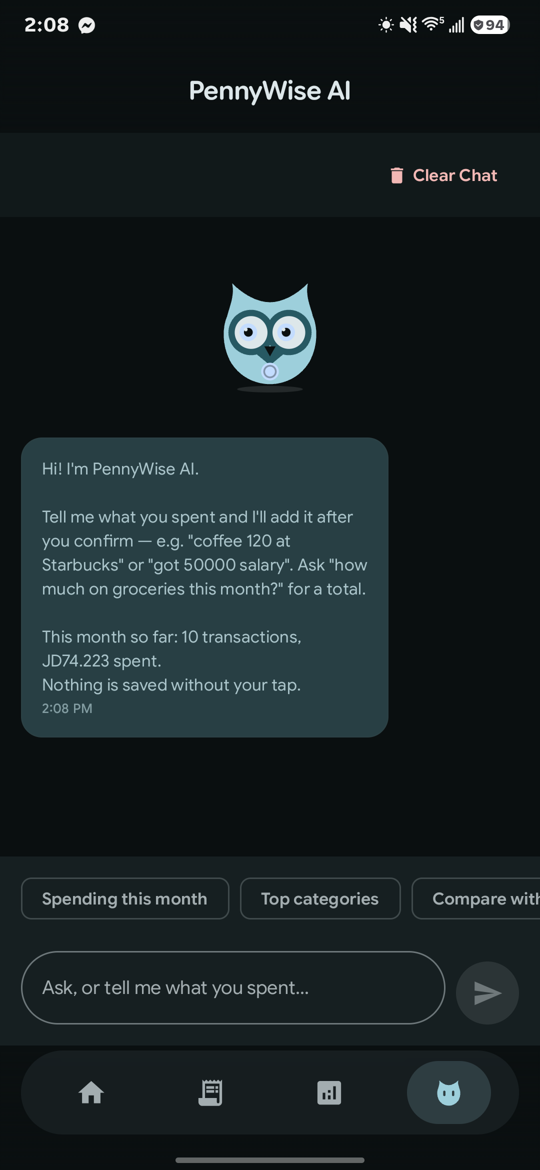 2:08
5
94
PennyWise AI
Clear Chat
Hi! I'm PennyWise AI.
Tell me what you spent and I'll add it after
you confirm — e.g. "coffee 120 at
Starbucks" or "got 50000 salary". Ask "how
much on groceries this month?" for a total.
This month so far: 10 transactions,
JD74.223 spent.
Nothing is saved without your tap.
2:08 PM
Spending this month
Top categories
Compare with
Ask, or tell me what you spent...